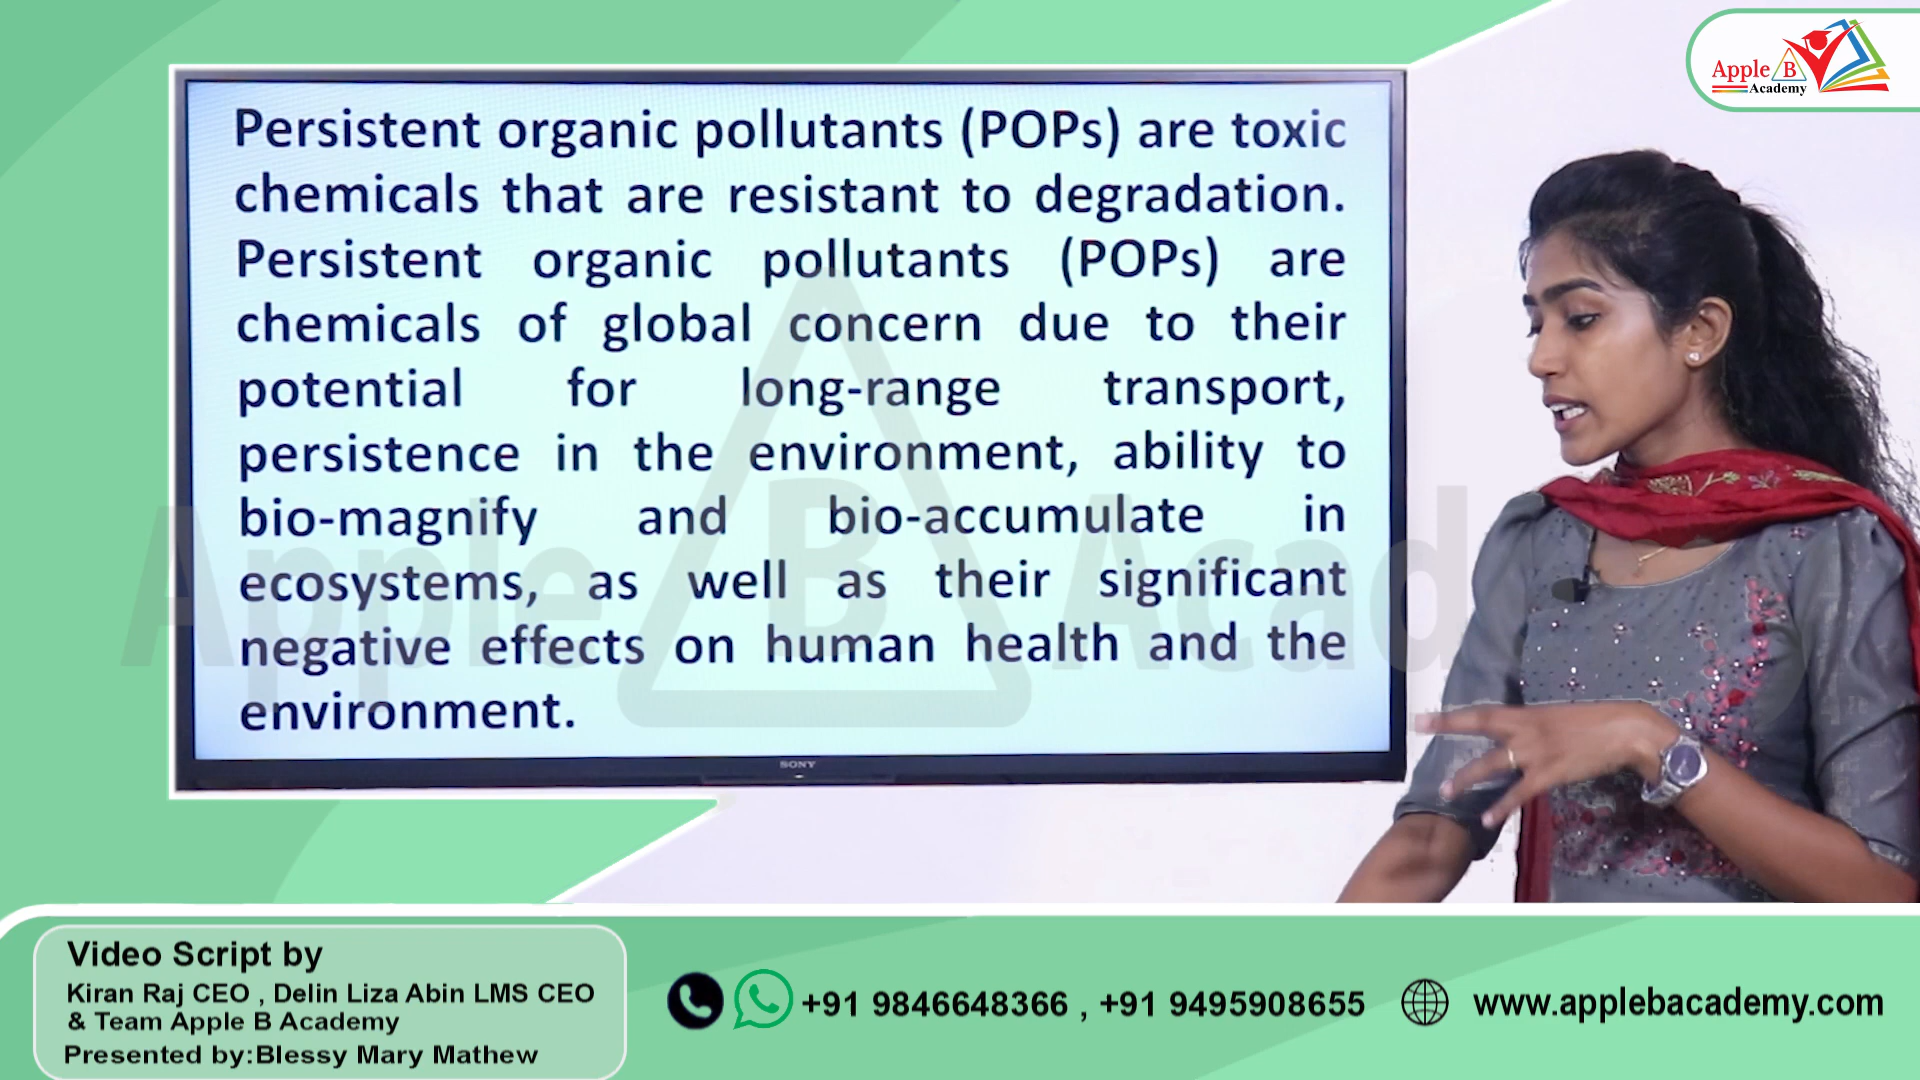 Apple B
Academy
Persistent organic pollutants (POPs) are toxic
chemicals that are resistant to degradation.
Persistent organic pollutants (POPs) are
chemicals of global concern due to their
potential for long-range transport,
persistence in the environment, ability to
bio-magnify and bio-accumulate in
ecosystems, as well as their significant
negative effects on human health and the
environment.
Apple B Academy
SONY
Video Script by
Kiran Raj CEO , Delin Liza Abin LMS CEO
& Team Apple B Academy
Presented by:Blessy Mary Mathew
+91 9846648366 , +91 9495908655
www.applebacademy.com